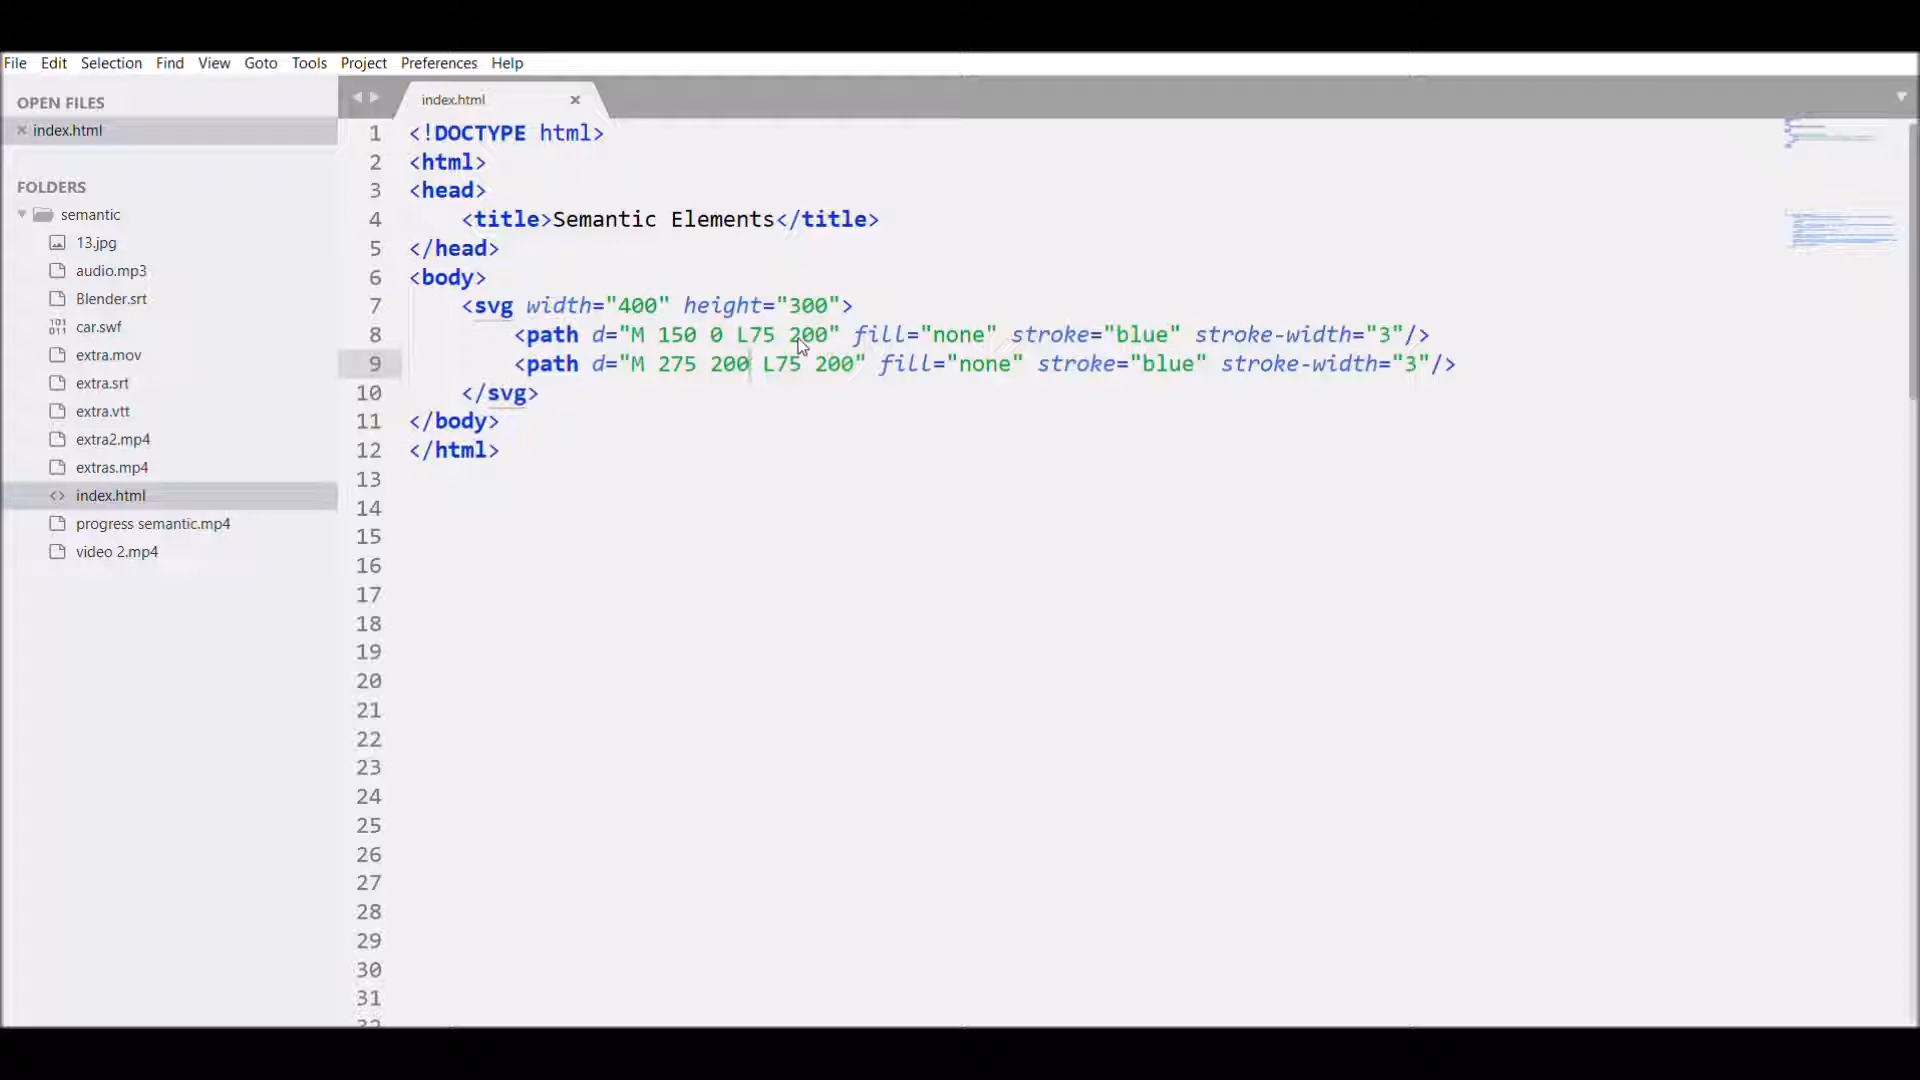 File Edit Selection Find View Goto Tools Project Preferences Help
OPEN FILES
index.html
FOLDERS
semantic
13.jpg
audio.mp3
Blender.srt
car.swf
extra.mov
extra.srt
extra.vtt
extra2.mp4
extras.mp4
index.html
progress semantic.mp4
video 2.mp4
index.html
1 <!DOCTYPE html>
2 <html>
3 <head>
4 <title>Semantic Elements</title>
5 </head>
6 <body>
7 <svg width="400" height="300">
8 <path d="M 150 0 L75 200" fill="none" stroke="blue" stroke-width="3"/>
9 <path d="M 275 200 L75 200" fill="none" stroke="blue" stroke-width="3"/>
10 </svg>
11 </body>
12 </html>
13
14
15
16
17
18
19
20
21
22
23
24
25
26
27
28
29
30
31